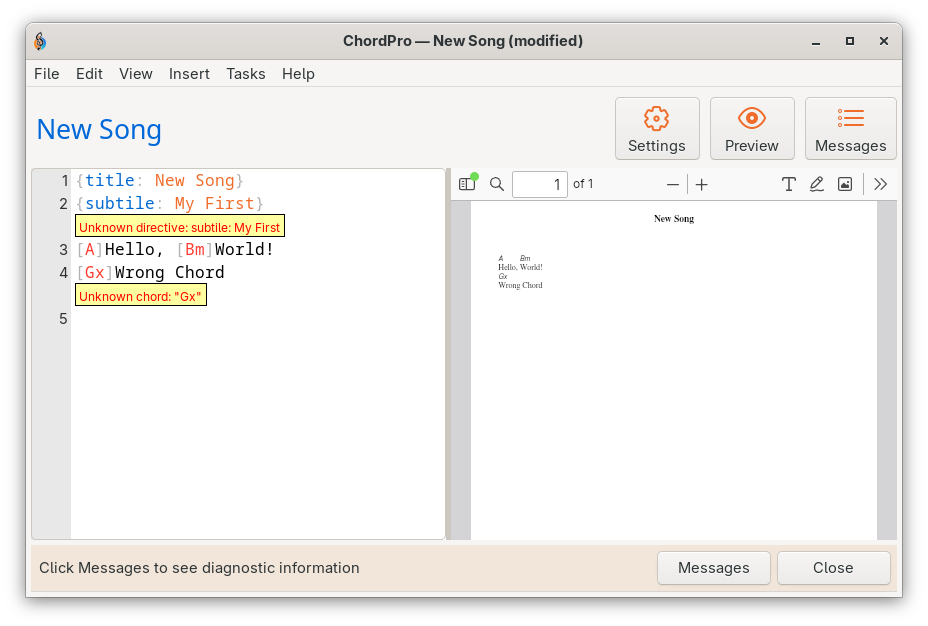 ChordPro — New Song (modified)
File Edit View Insert Tasks Help
New Song
Settings Preview Messages
1 {title: New Song}
2 {subtile: My First}
Unknown directive: subtile: My First
3 [A]Hello, [Bm]World!
4 [Gx]Wrong Chord
Unknown chord: "Gx"
5
1 of 1
New Song
A Bm
Hello, World!
Gx
Wrong Chord
Click Messages to see diagnostic information
Messages Close